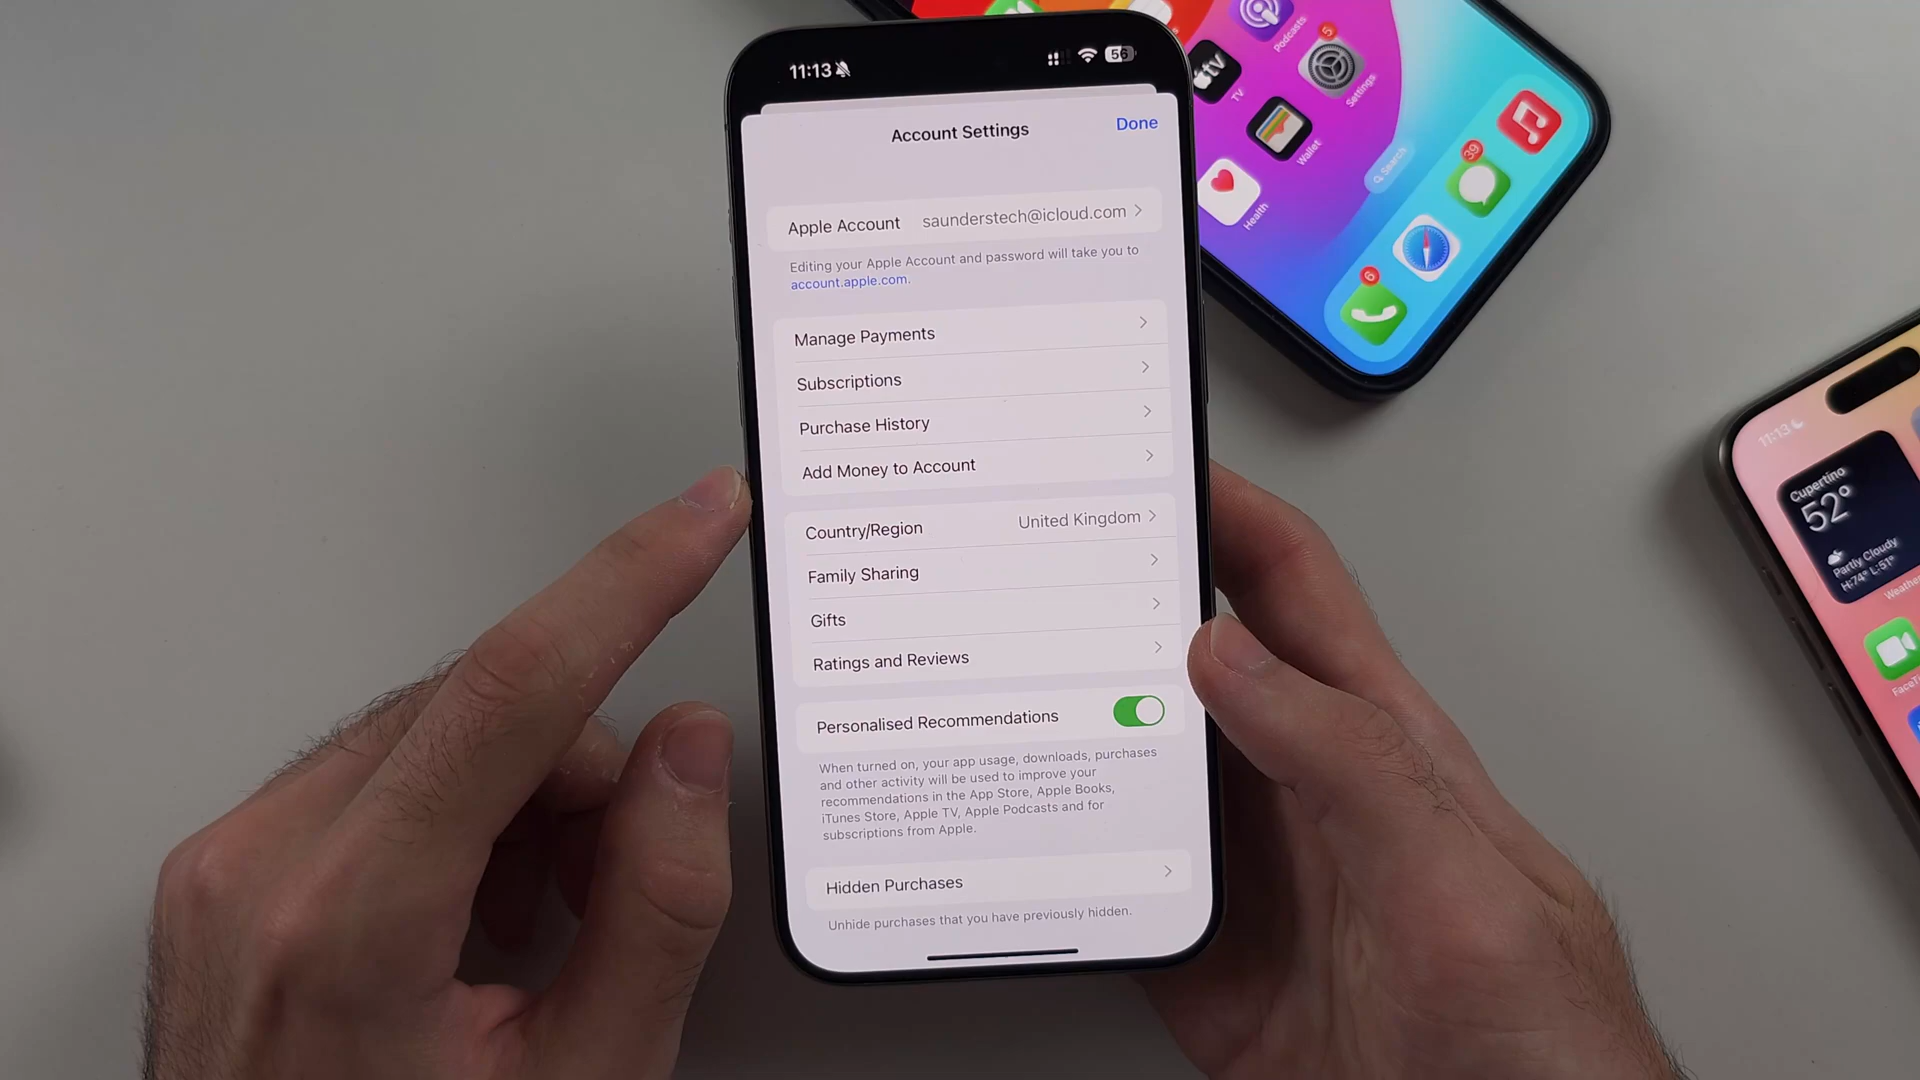 11:13
56
Account Settings
Done
Apple Account saunderstech@icloud.com
Editing your Apple Account and password will take you to
account.apple.com.
Manage Payments
Subscriptions
Purchase History
Add Money to Account
Country/Region United Kingdom
Family Sharing
Gifts
Ratings and Reviews
Personalised Recommendations
When turned on, your app usage, downloads, purchases
and other activity will be used to improve your
recommendations in the App Store, Apple Books,
iTunes Store, Apple TV, Apple Podcasts and for
subscriptions from Apple.
Hidden Purchases
Unhide purchases that you have previously hidden.
Podcasts
5
tv
TV
Settings
Wallet
Health
Search
39
6
11:13
Cupertino
52°
Partly Cloudy
H:74° L:51°